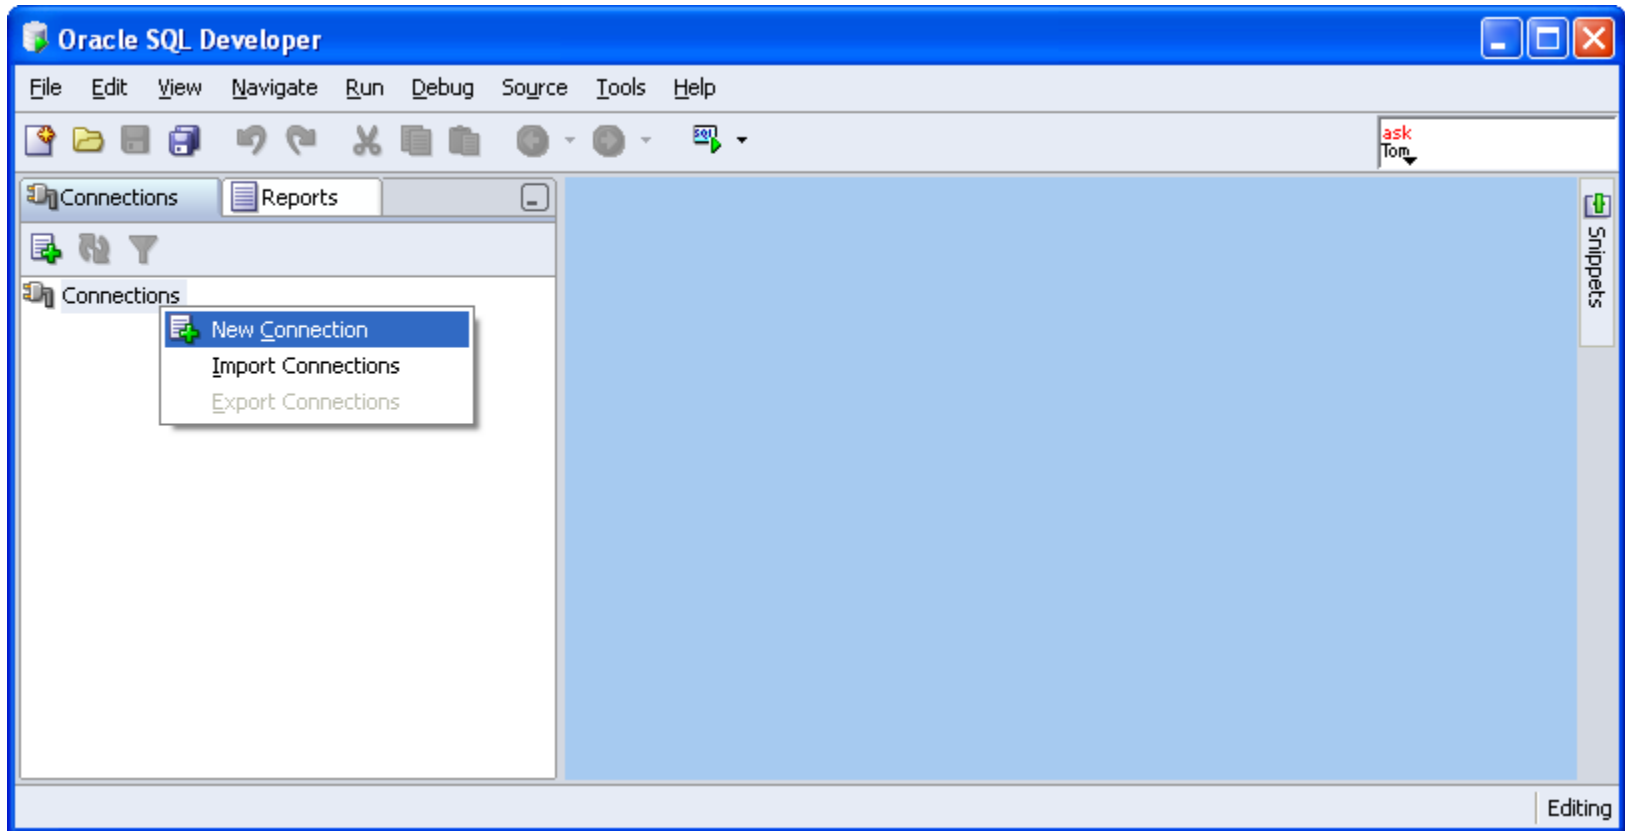 Oracle SQL Developer
File Edit View Navigate Run Debug Source Tools Help
SQL
ask
Tom
Connections Reports
Connections
New Connection
Import Connections
Export Connections
Snippets
Editing